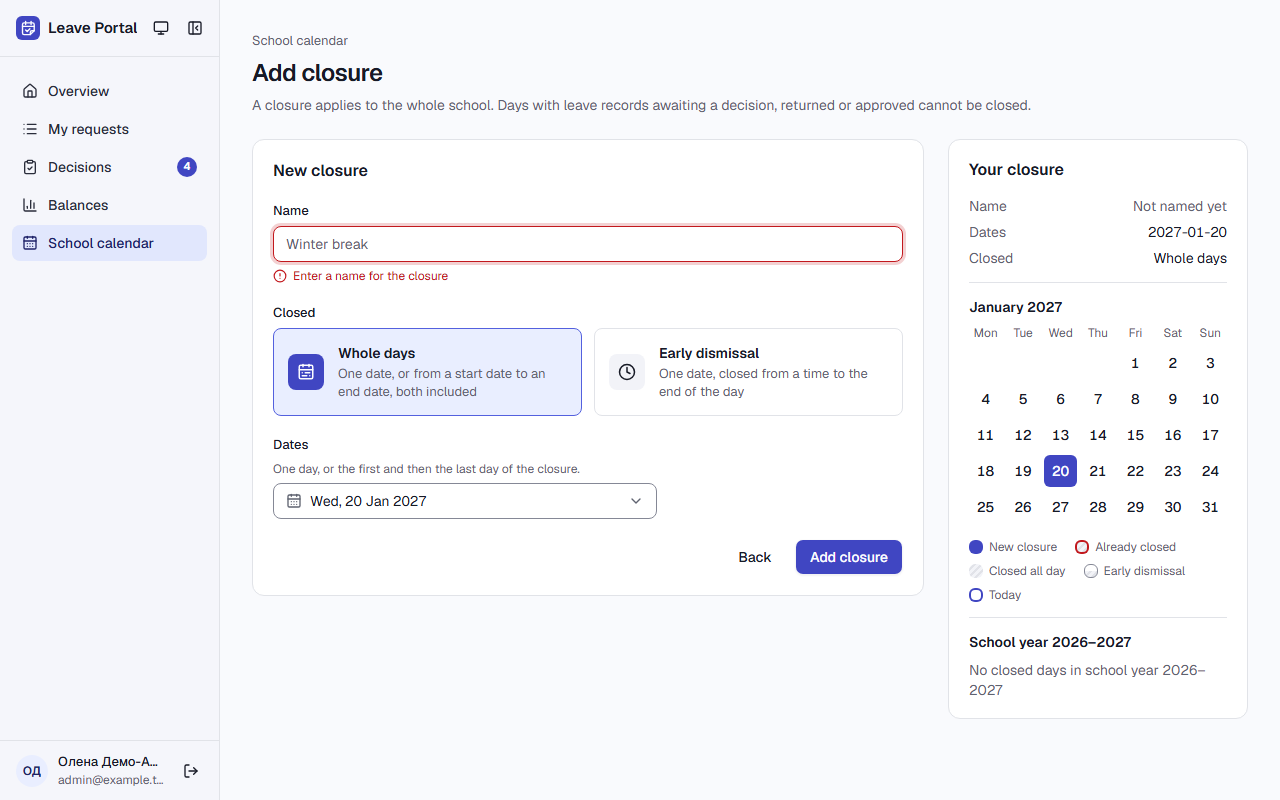 Leave Portal
Overview
My requests
Decisions 4
Balances
School calendar
ОД
Олена Демо-А...
admin@example.t...
School calendar
Add closure
A closure applies to the whole school. Days with leave records awaiting a decision, returned or approved cannot be closed.
New closure
Name
Winter break
Enter a name for the closure
Closed
Whole days
One date, or from a start date to an
end date, both included
Early dismissal
One date, closed from a time to the
end of the day
Dates
One day, or the first and then the last day of the closure.
Wed, 20 Jan 2027
Back
Add closure
Your closure
Name Not named yet
Dates 2027-01-20
Closed Whole days
January 2027
Mon Tue Wed Thu Fri Sat Sun
1 2 3
4 5 6 7 8 9 10
11 12 13 14 15 16 17
18 19 20 21 22 23 24
25 26 27 28 29 30 31
New closure Already closed
Closed all day Early dismissal
Today
School year 2026–2027
No closed days in school year 2026–
2027